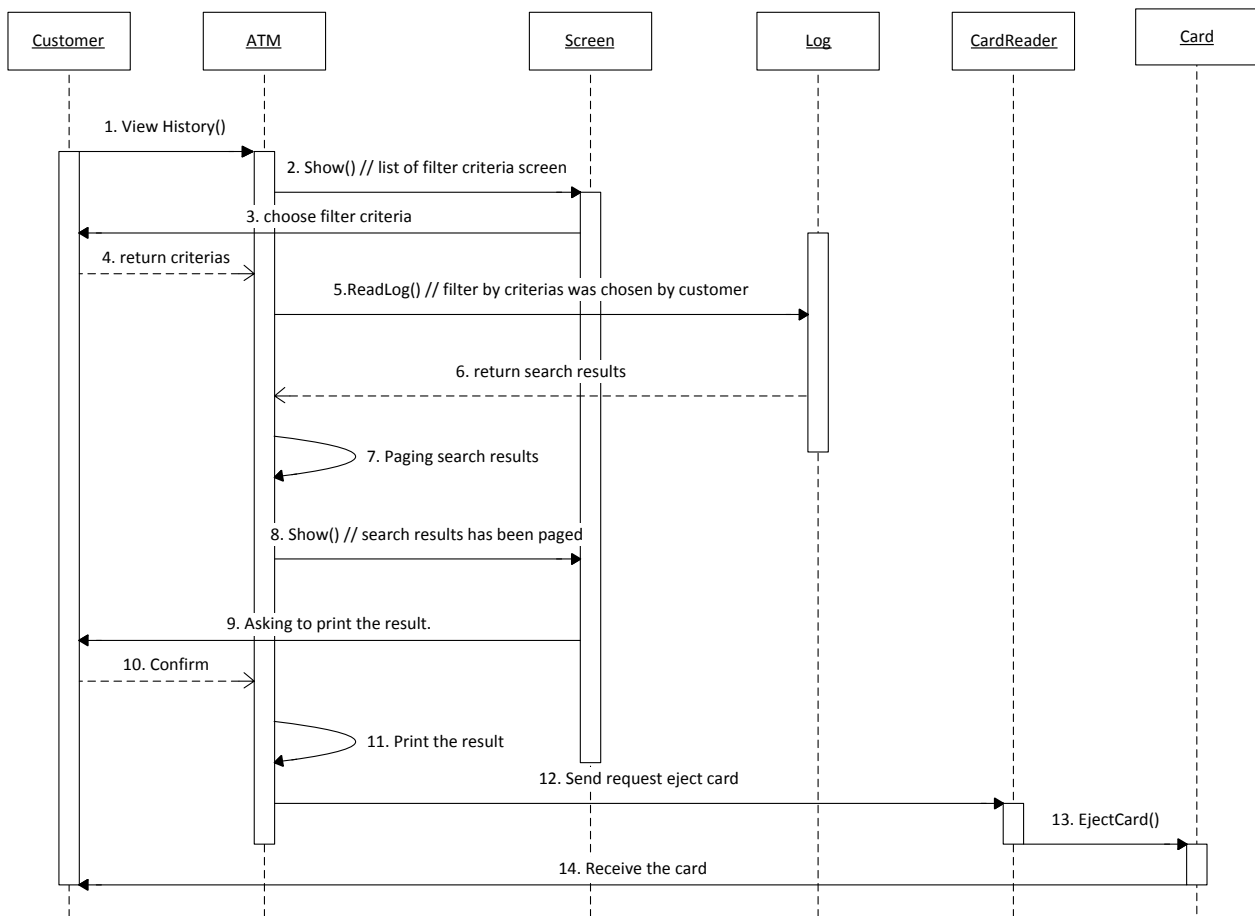 Customer
ATM
Screen
Log
CardReader
Card
1. View History()
2. Show() // list of filter criteria screen
3. choose filter criteria
4. return criterias
5.ReadLog() // filter by criterias was chosen by customer
6. return search results
7. Paging search results
8. Show() // search results has been paged
9. Asking to print the result.
10. Confirm
11. Print the result
12. Send request eject card
13. EjectCard()
14. Receive the card